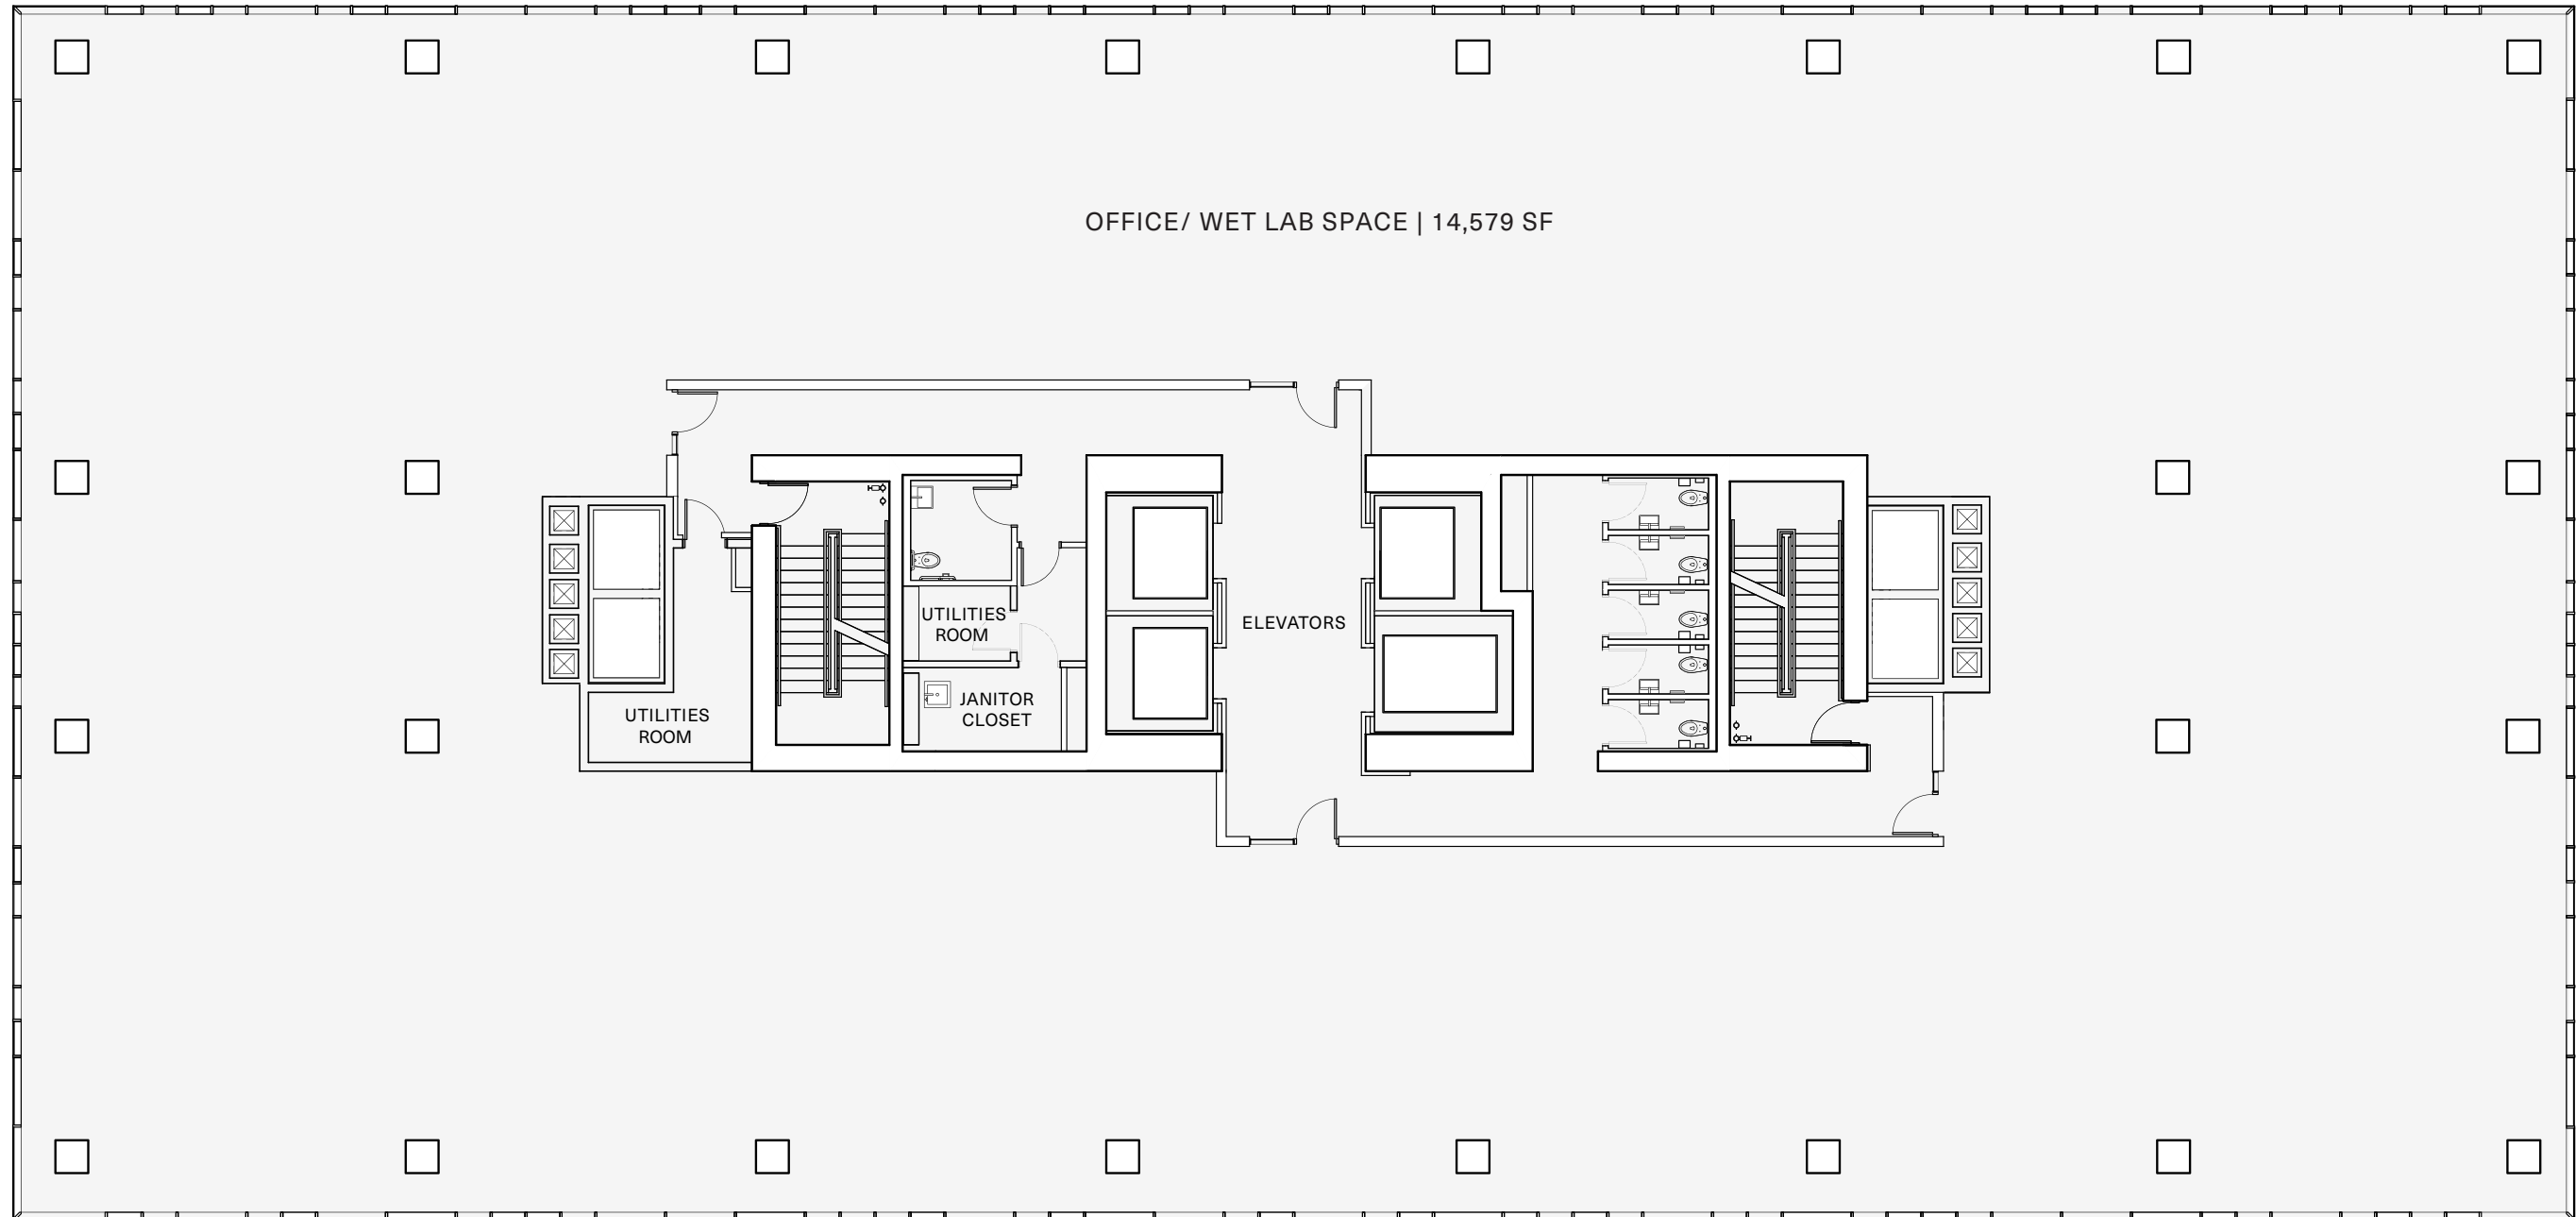 OFFICE/ WET LAB SPACE | 14,579 SF
UTILITIES
ROOM
ELEVATORS
JANITOR
CLOSET
UTILITIES
ROOM